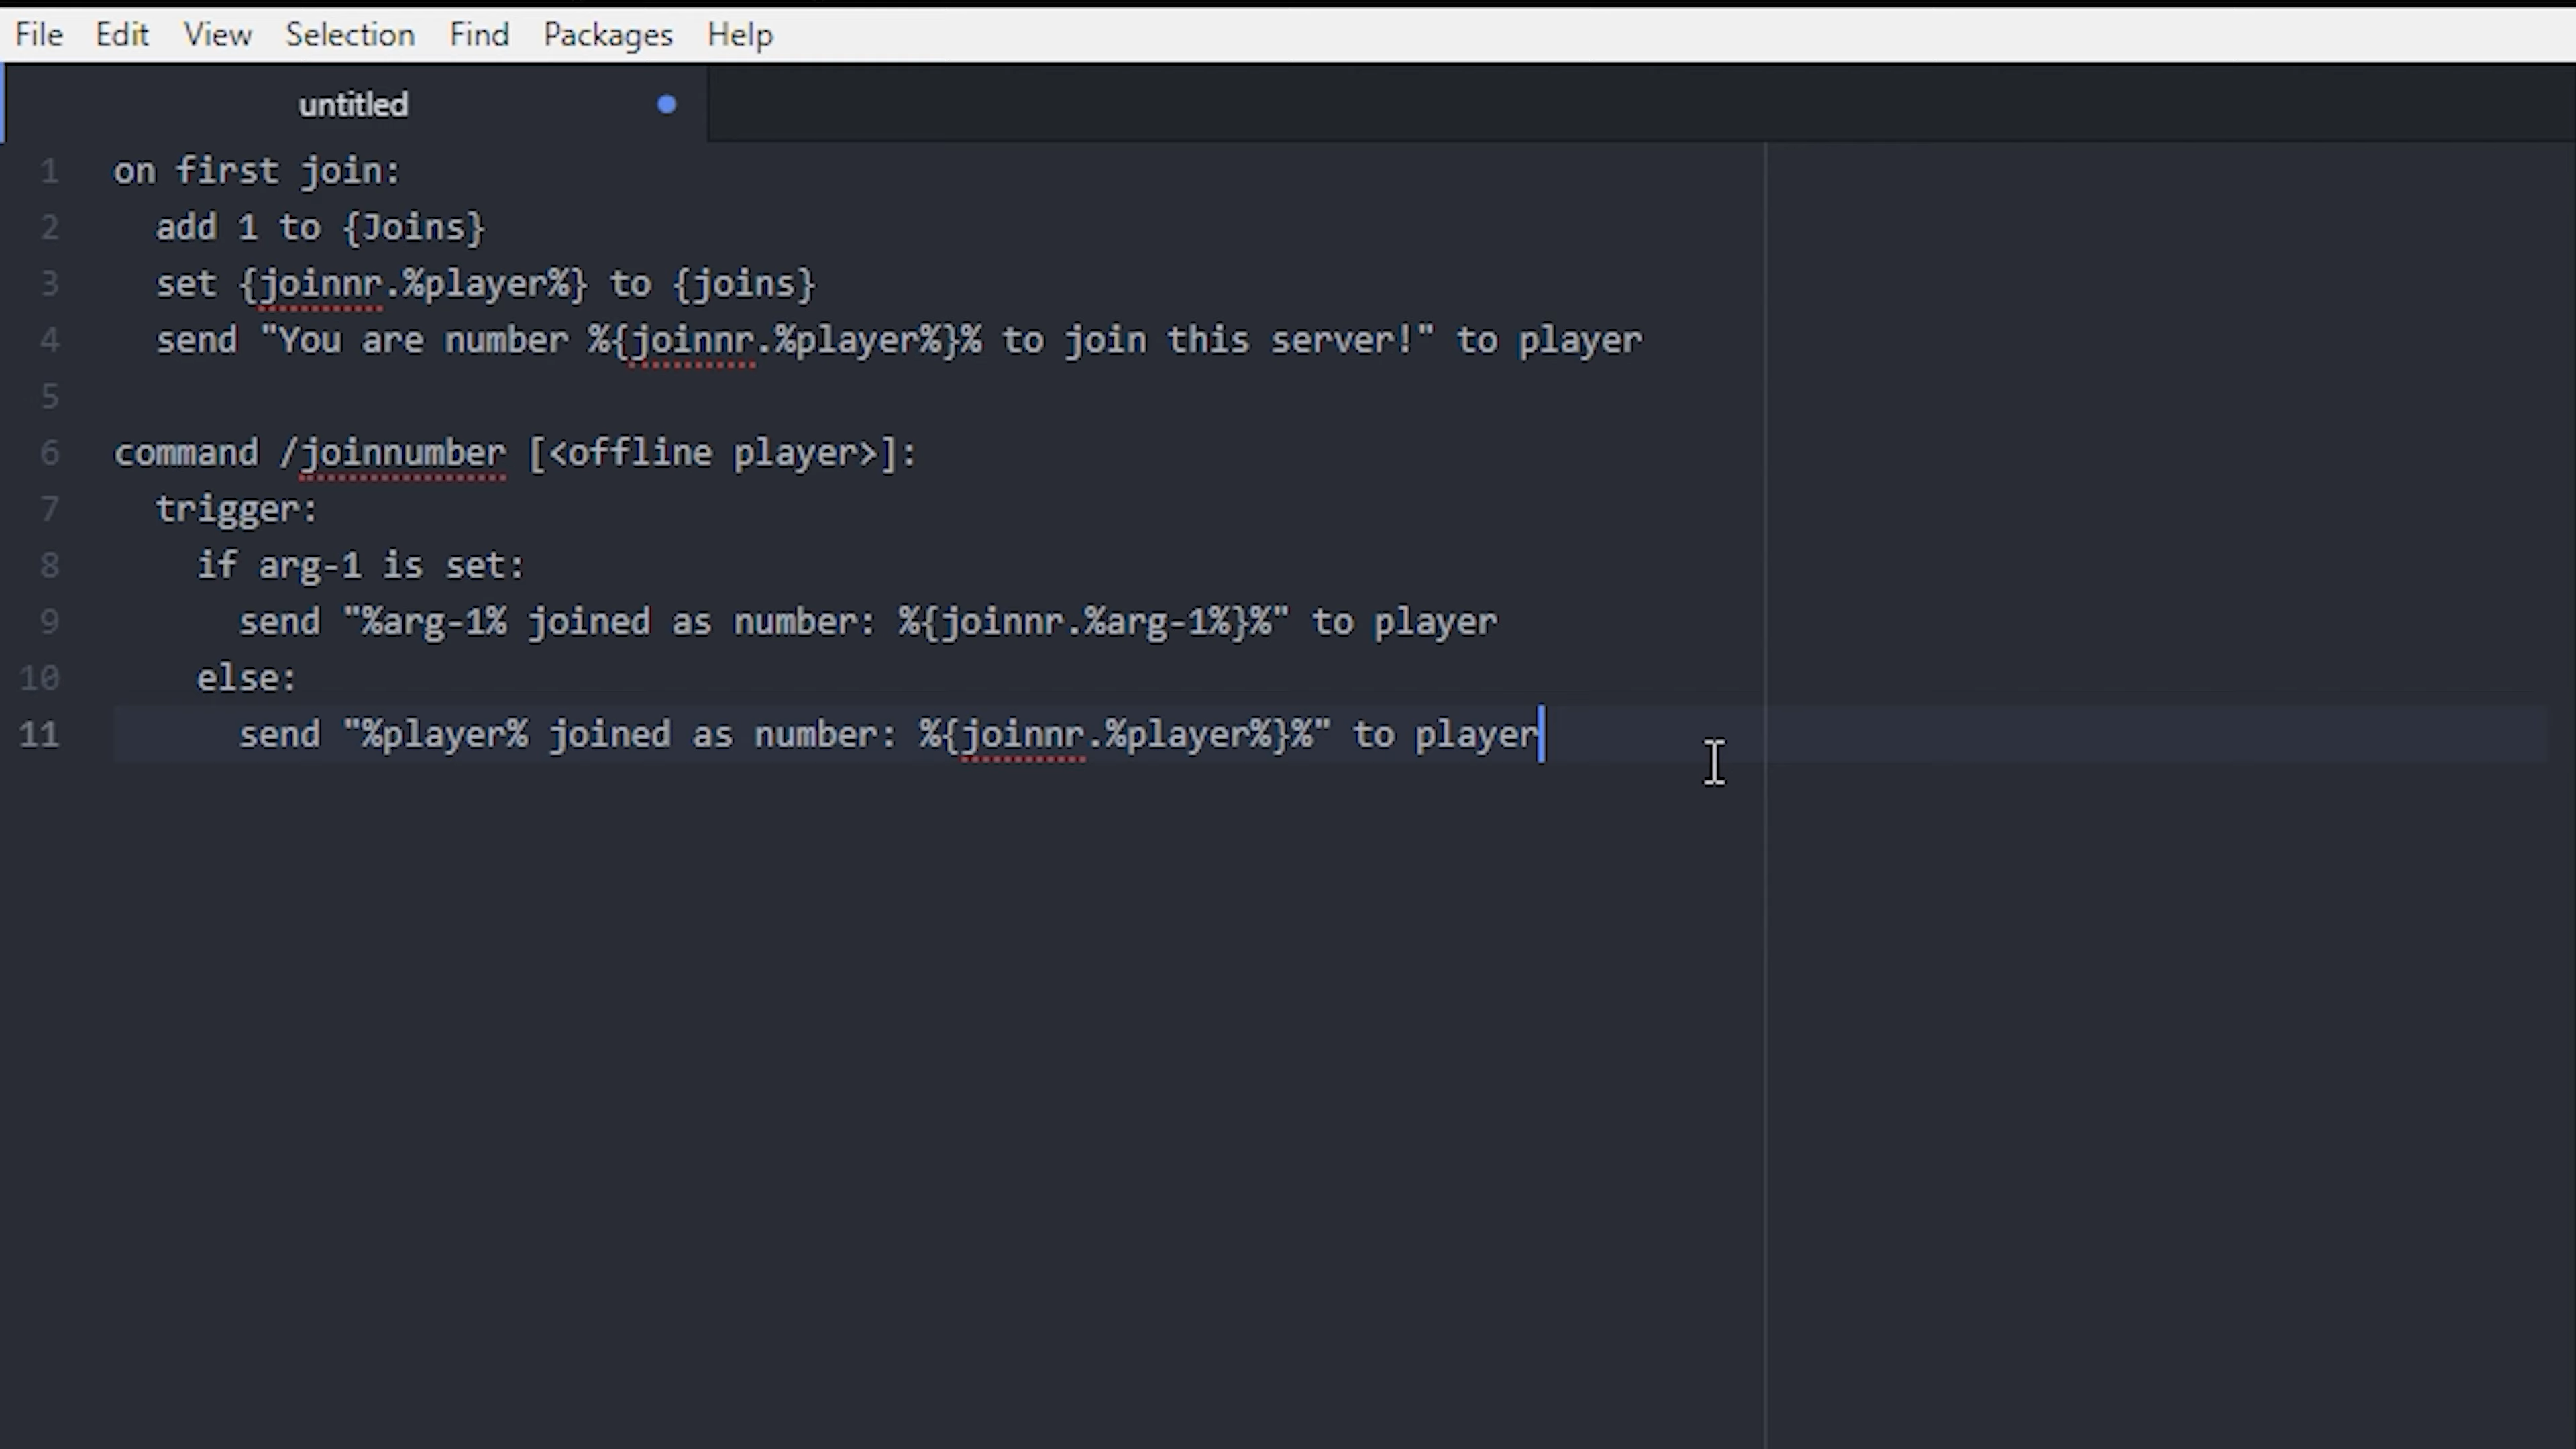 File Edit View Selection Find Packages Help
untitled
1 on first join:
2   add 1 to {Joins}
3   set {joinnr.%player%} to {joins}
4   send "You are number %{joinnr.%player%}% to join this server!" to player
5
6 command /joinnumber [<offline player>]:
7   trigger:
8     if arg-1 is set:
9       send "%arg-1% joined as number: %{joinnr.%arg-1%}%" to player
10     else:
11       send "%player% joined as number: %{joinnr.%player%}%" to player